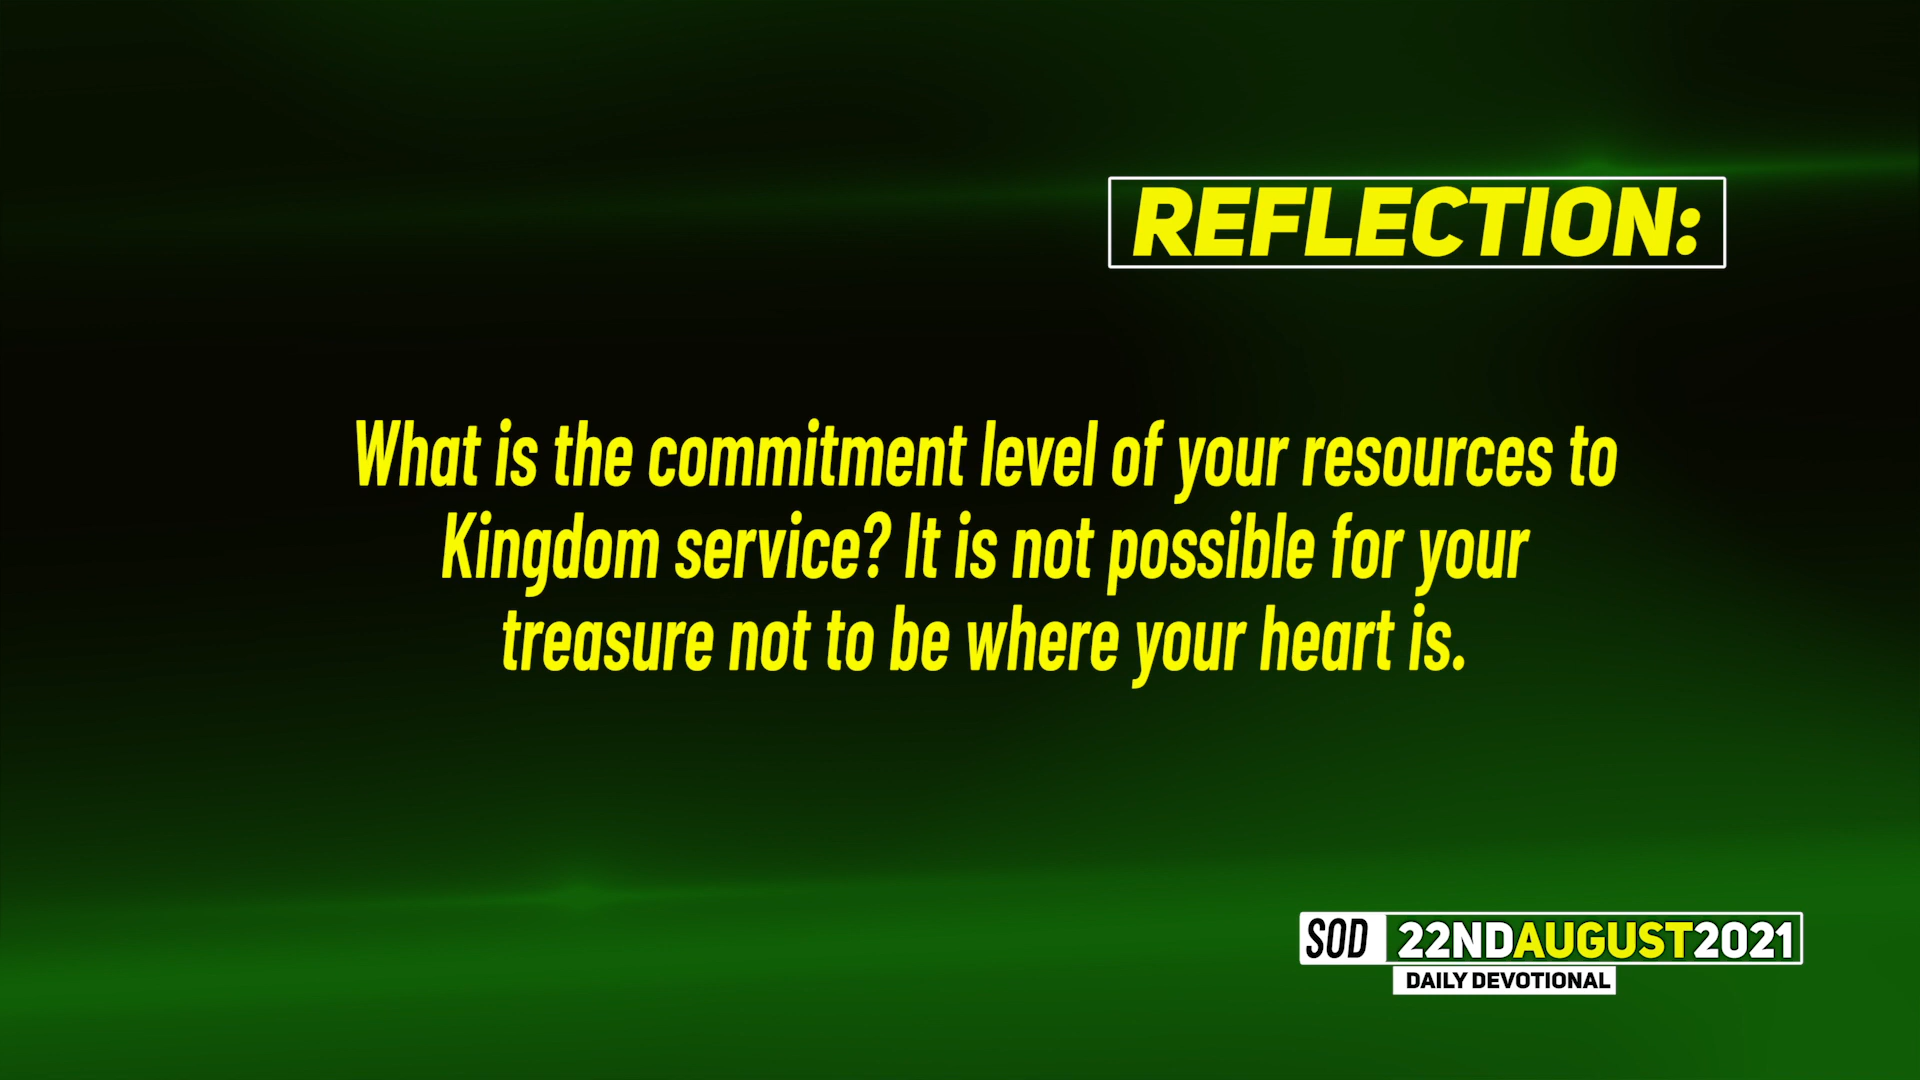 REFLECTION:
What is the commitment level of your resources to
Kingdom service? It is not possible for your
treasure not to be where your heart is.
SOD 22NDAUGUST2021
DAILY DEVOTIONAL